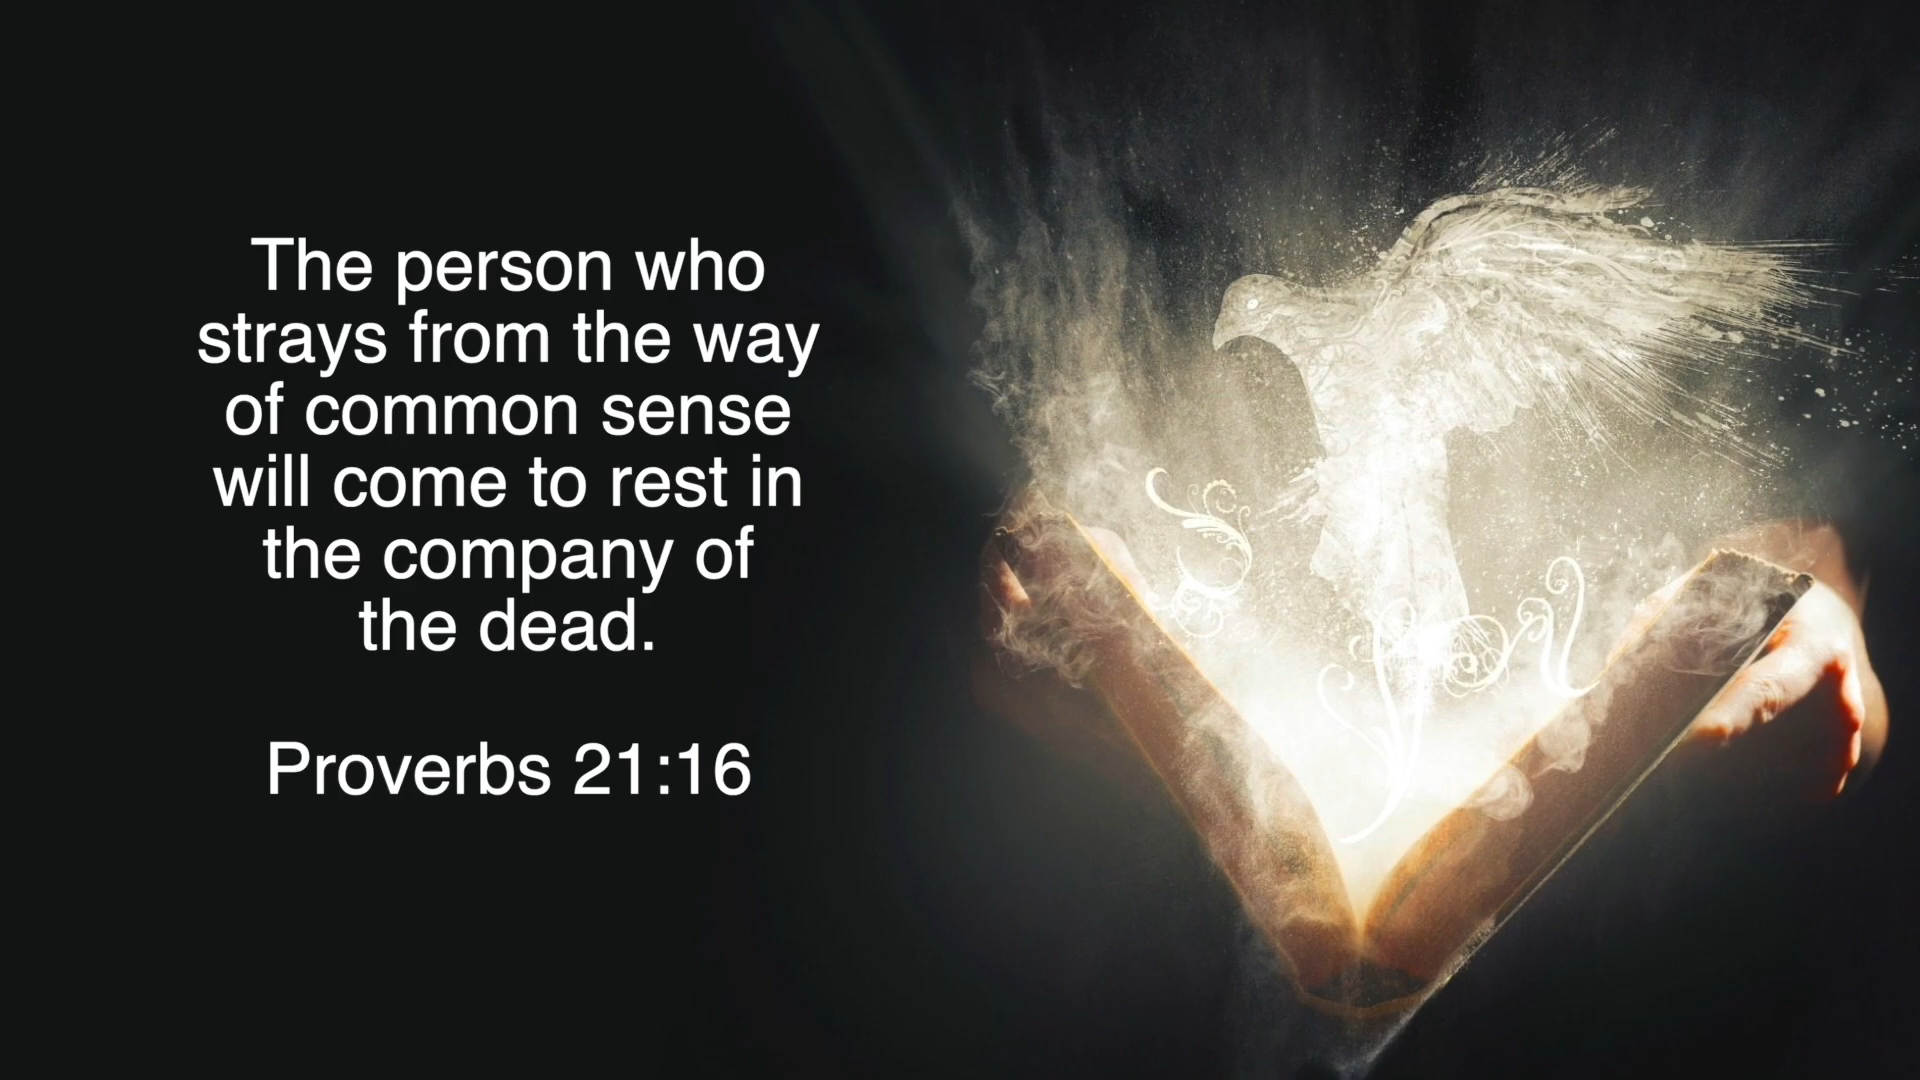 The person who
strays from the way
of common sense
will come to rest in
the company of
the dead.
Proverbs 21:16